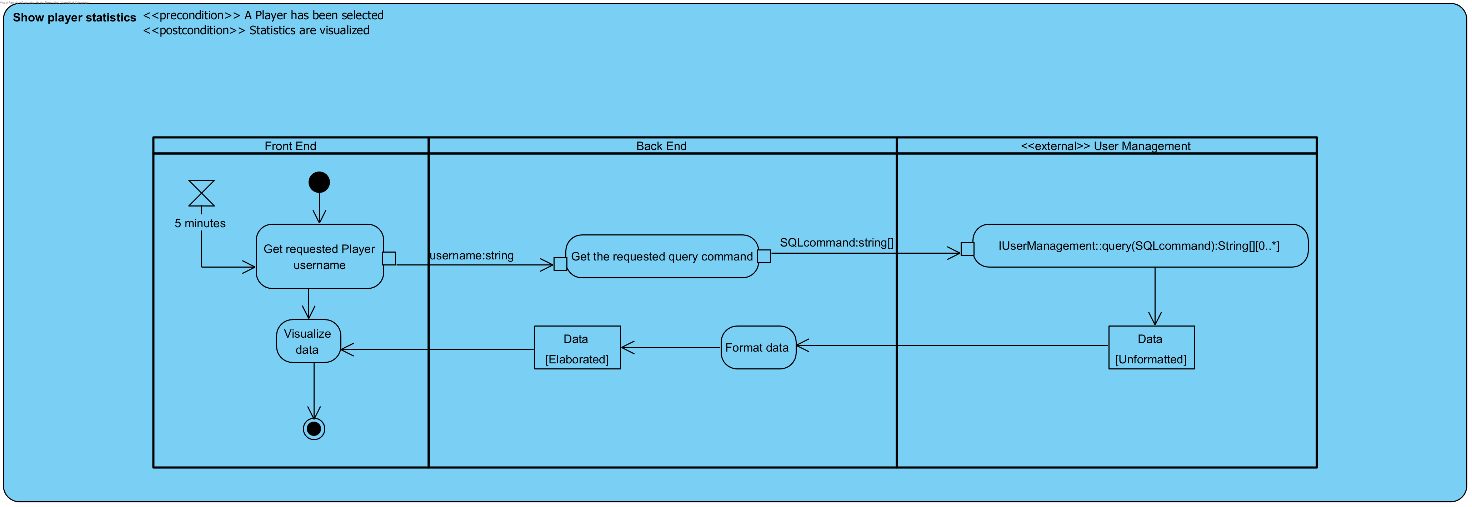 Show player statistics <<precondition>> A Player has been selected
<<postcondition>> Statistics are visualized
Front End
Back End
<<external>> User Management
5 minutes
Get requested Player
username
username:string
Get the requested query command
SQLcommand:string[]
IUserManagement::query(SQLcommand):String[][0..*]
Visualize
data
Data
[Elaborated]
Format data
Data
[Unformatted]